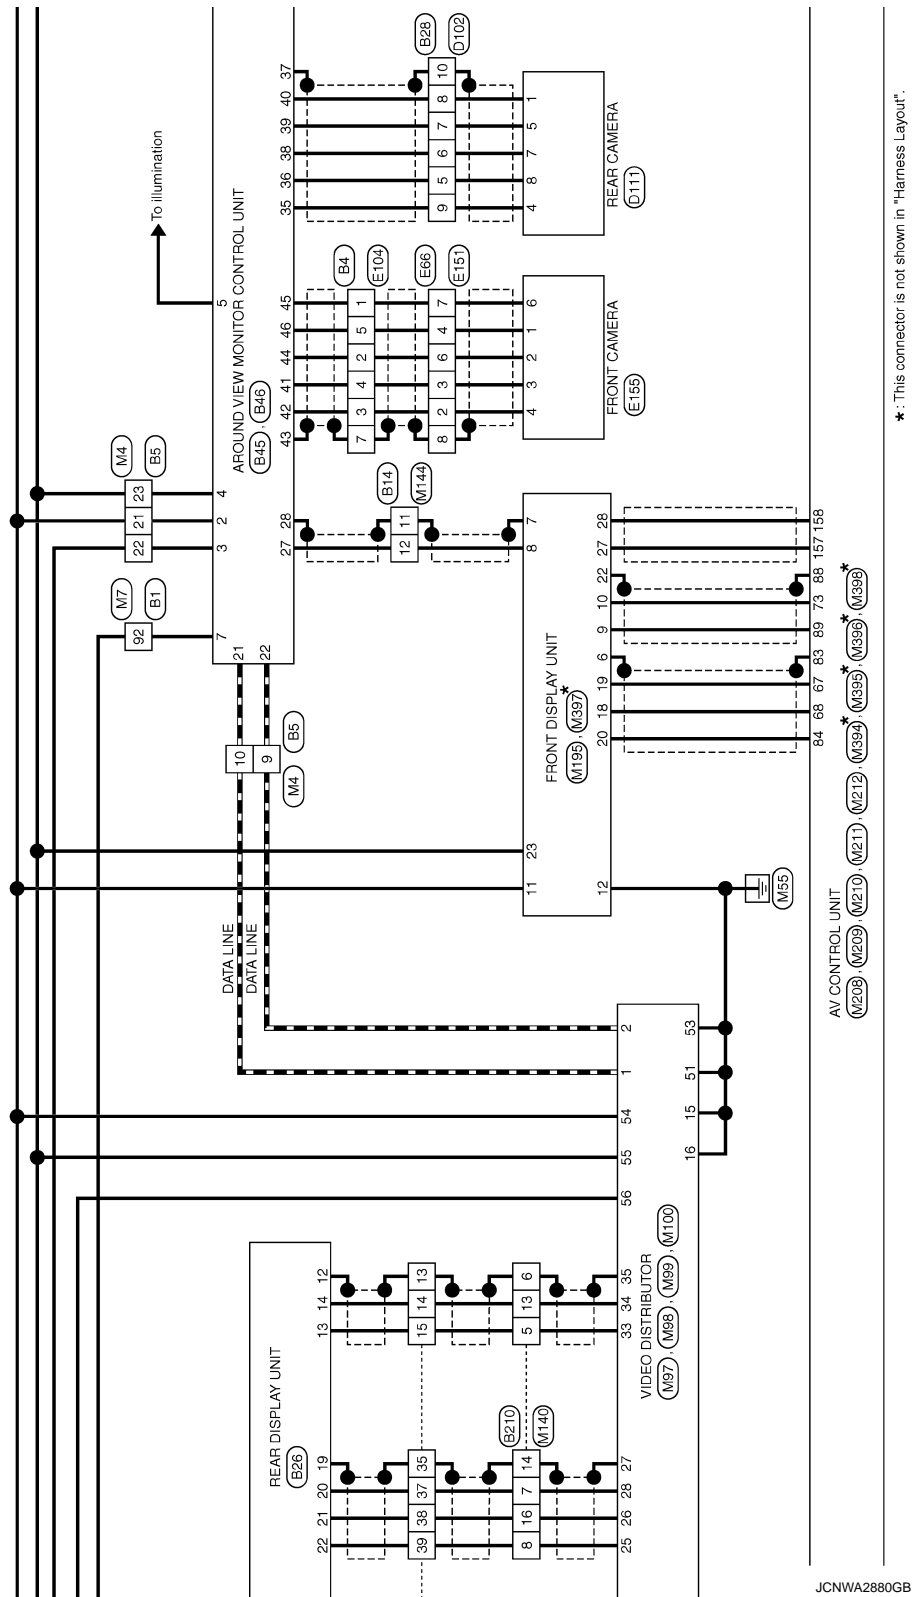 B28
D102
37 40 39 38 36 35
10 8 7 6 5 9
1 5 7 8 4
REAR CAMERA
D111
To illumination
5
AROUND VIEW MONITOR CONTROL UNIT
B45 , B46
B4
E104
E66
E151
45 46 44 41 42 43
1 5 2 4 3 7
7 4 6 3 2 8
6 1 2 3 4
FRONT CAMERA
E155
M4
B5
23 21 22
4 2 3
M7
B1
92
7
21 22
10 9
B5
M4
B14
M144
28 27
11 12
7 8
28 27 22 10 9 6 19 18 20
158 157 88 73 89 83 67 68 84
FRONT DISPLAY UNIT
M195 , M397 *
23 11
12
M55
AV CONTROL UNIT
M208 , M209 , M210 , M211 , M212 , M394 * , M395 * , M396 * , M398 *
* : This connector is not shown in "Harness Layout".
DATA LINE
DATA LINE
2 1 54 55 56
53 51 15 16
VIDEO DISTRIBUTOR
M97 , M98 , M99 , M100
REAR DISPLAY UNIT
B26
12 14 13
13 14 15
6 13 5
35 34 33
B210
M140
19 20 21 22
35 37 38 39
14 7 16 8
27 28 26 25
JCNWA2880GB